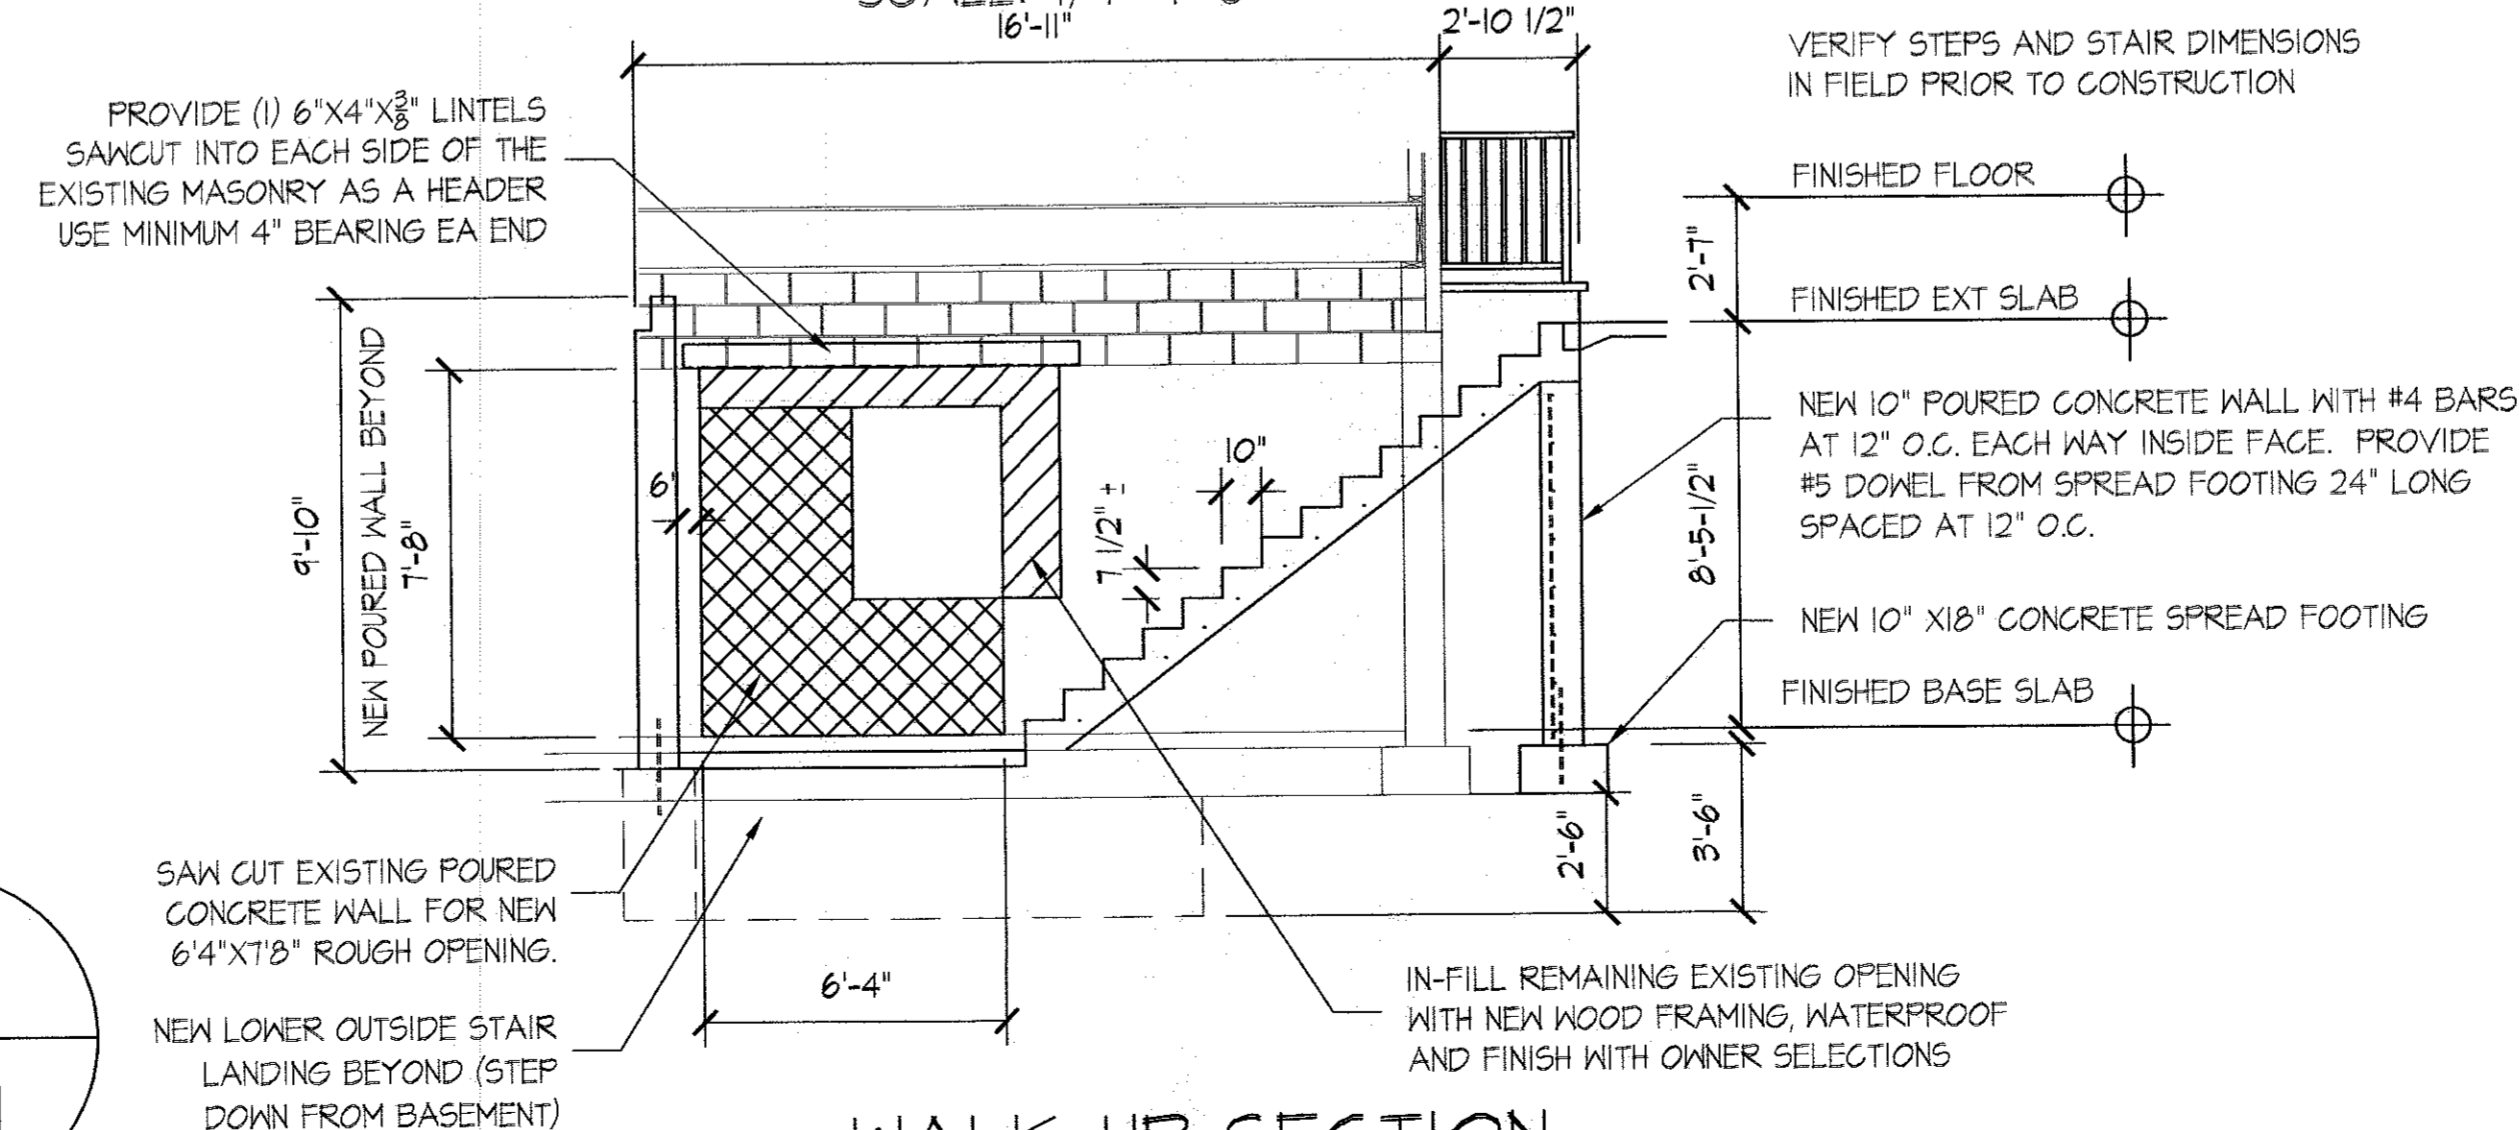 16'-11"
2'-10 1/2"
VERIFY STEPS AND STAIR DIMENSIONS
IN FIELD PRIOR TO CONSTRUCTION
PROVIDE (1) 6"X4"X3/8" LINTELS
SAWCUT INTO EACH SIDE OF THE
EXISTING MASONRY AS A HEADER
USE MINIMUM 4" BEARING EA END
FINISHED FLOOR
2'-7"
FINISHED EXT SLAB
9'-10"
NEW POURED WALL BEYOND
7'-8"
6"
10"
7 1/2" ±
NEW 10" POURED CONCRETE WALL WITH #4 BARS
AT 12" O.C. EACH WAY INSIDE FACE. PROVIDE
#5 DOWEL FROM SPREAD FOOTING 24" LONG
SPACED AT 12" O.C.
8'-5-1/2"
NEW 10" X18" CONCRETE SPREAD FOOTING
FINISHED BASE SLAB
2'-6"
3'-6"
SAW CUT EXISTING POURED
CONCRETE WALL FOR NEW
6'4"X7'8" ROUGH OPENING.
6'-4"
NEW LOWER OUTSIDE STAIR
LANDING BEYOND (STEP
DOWN FROM BASEMENT)
IN-FILL REMAINING EXISTING OPENING
WITH NEW WOOD FRAMING, WATERPROOF
AND FINISH WITH OWNER SELECTIONS
WALK-UP SECTION